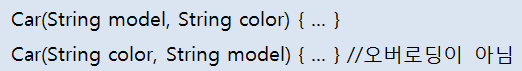 Car(String model, String color) { ... }
Car(String color, String model) { ... } //오버로딩이 아님